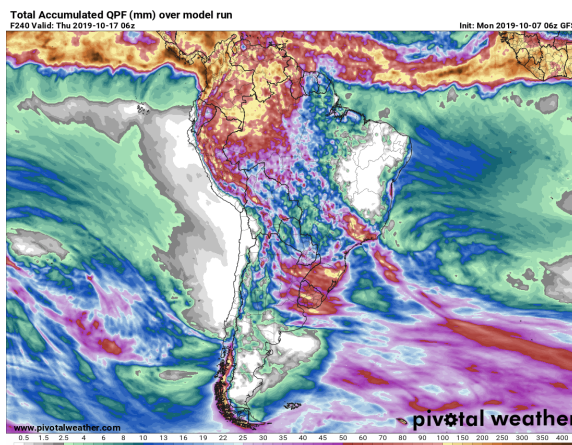 Total Accumulated QPF (mm) over model run
F240 Valid: Thu 2019-10-17 06z
Init: Mon 2019-10-07 06z GFS
www.pivotalweather.com
pivotal weather
0.5 1.5 2.5 4 6 8 10 13 16 19 22 25 30 35 40 45 50 60 70 80 90 100 150 200 250 300 350 400